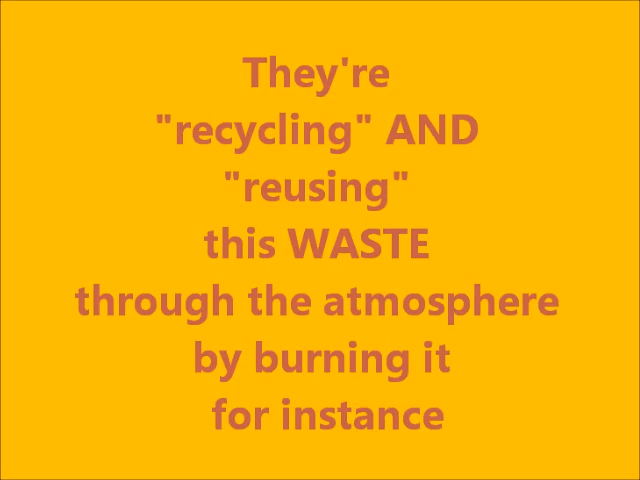 They're
"recycling" AND
"reusing"
this WASTE
through the atmosphere
by burning it
for instance